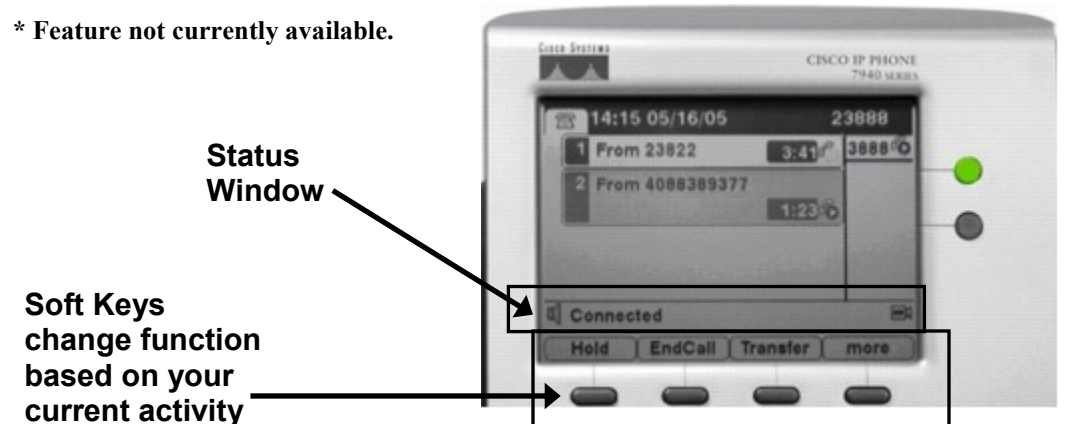 * Feature not currently available.
CISCO SYSTEMS
CISCO IP PHONE
7940 SERIES
14:15 05/16/05 23888
1 From 23822 3:41 3888
2 From 4088389377
1:23
Status
Window
Connected
Soft Keys
change function
based on your
current activity
Hold EndCall Transfer more